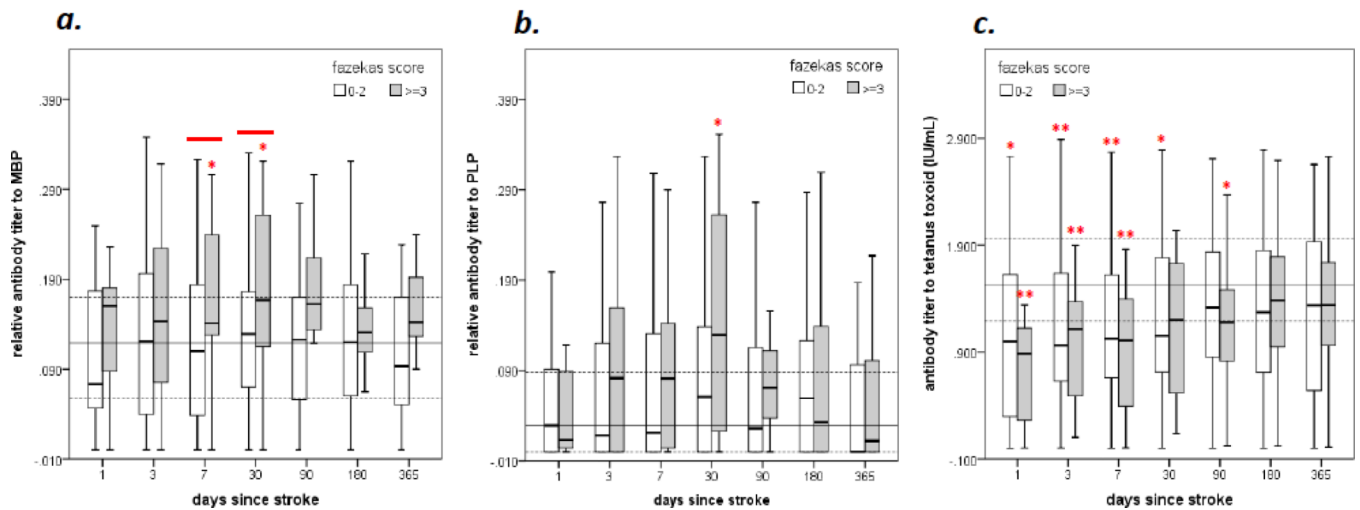 a.
fazekas score
0-2 >=3
relative antibody titer to MBP
.390
.290
.190
.090
-.010
* *
1 3 7 30 90 180 365
days since stroke
b.
fazekas score
0-2 >=3
relative antibody titer to PLP
.390
.290
.190
.090
-.010
*
1 3 7 30 90 180 365
days since stroke
c.
fazekas score
0-2 >=3
antibody titer to tetanus toxoid (IU/mL)
2.900
1.900
.900
-.100
* ** ** *
** ** ** *
1 3 7 30 90 180 365
days since stroke